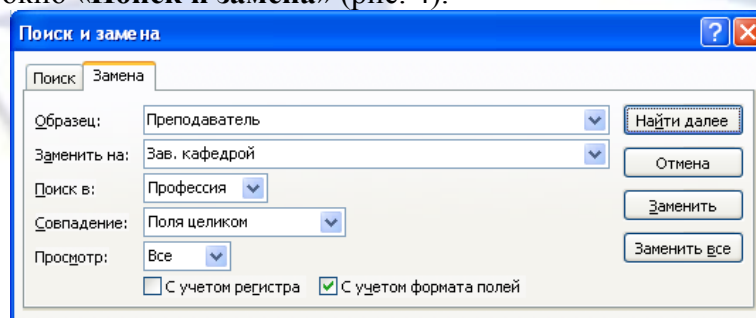 окно «Поиск и замена» (рис. 4).
Поиск и замена
Поиск Замена
Образец: Преподаватель Найти далее
Заменить на: Зав. кафедрой Отмена
Поиск в: Профессия
Совпадение: Поля целиком Заменить
Просмотр: Все Заменить все
С учетом регистра С учетом формата полей